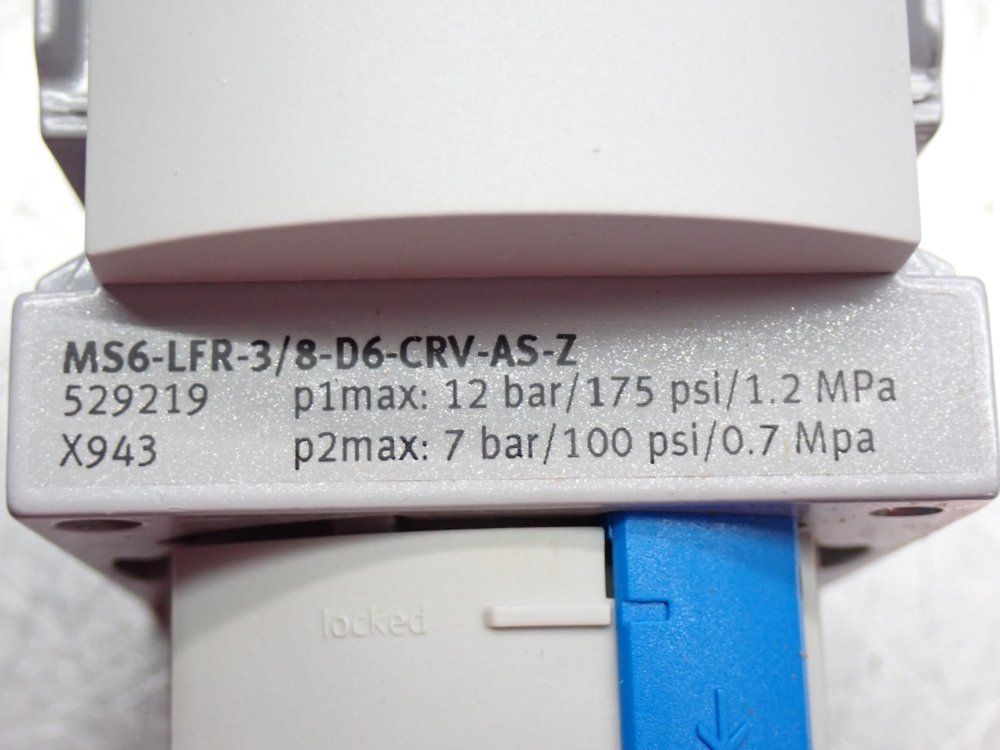 MS6-LFR-3/8-D6-CRV-AS-Z
529219 p1max: 12 bar/175 psi/1.2 MPa
X943 p2max: 7 bar/100 psi/0.7 Mpa
locked